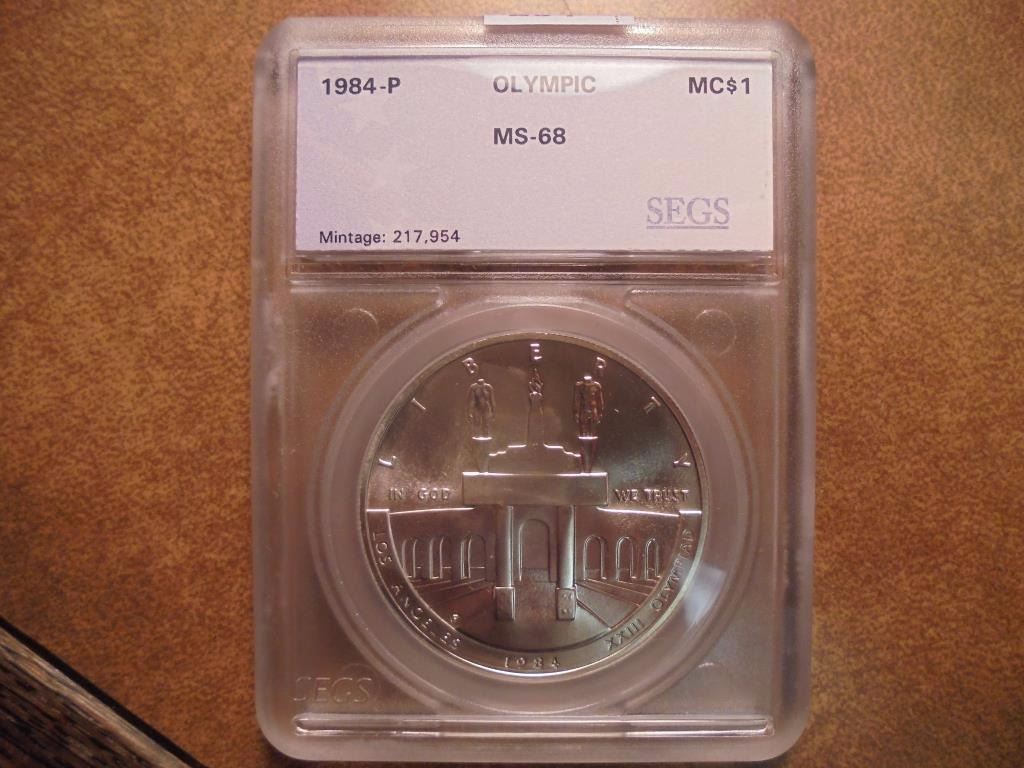 1984-P OLYMPIC MC$1
MS-68
SEGS
Mintage: 217,954
LIBERTY
IN GOD WE TRUST
LOS ANGELES
P
1984
XXIII OLYMPIAD
SEGS